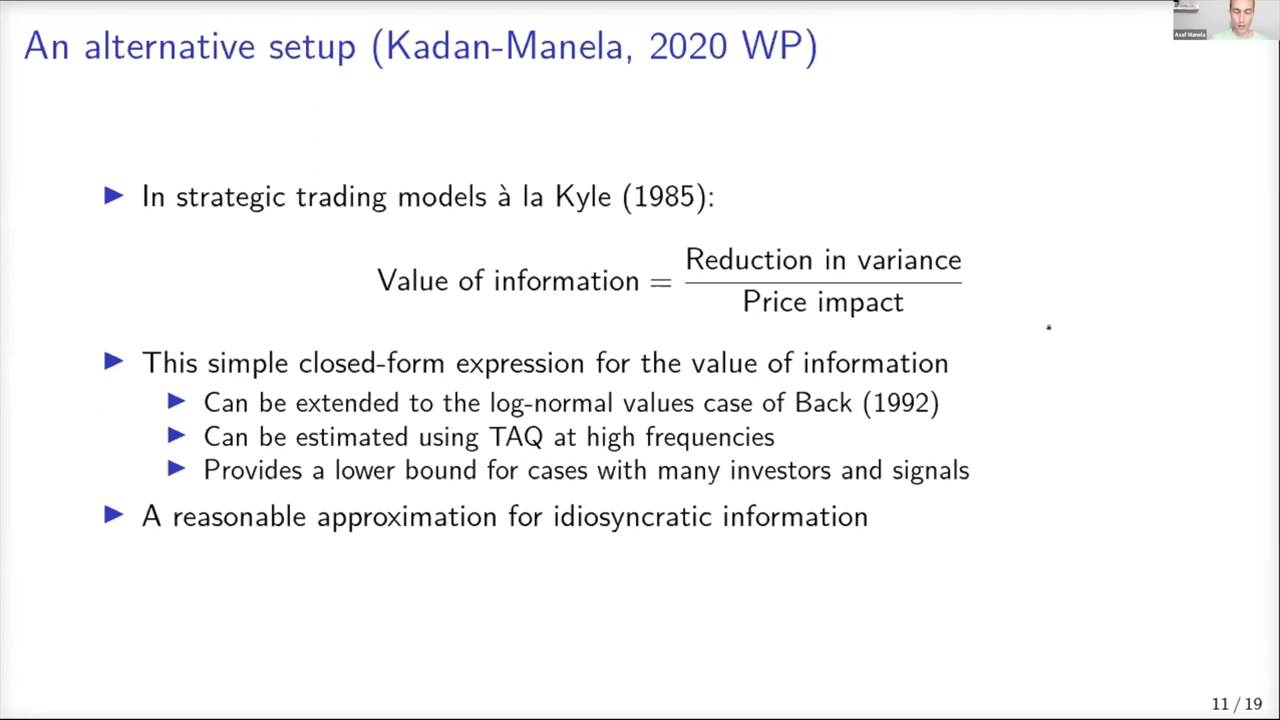 An alternative setup (Kadan-Manela, 2020 WP)
Asaf Manela
▶ In strategic trading models à la Kyle (1985):
Value of information = Reduction in variance / Price impact
▶ This simple closed-form expression for the value of information
▶ Can be extended to the log-normal values case of Back (1992)
▶ Can be estimated using TAQ at high frequencies
▶ Provides a lower bound for cases with many investors and signals
▶ A reasonable approximation for idiosyncratic information
11 / 19